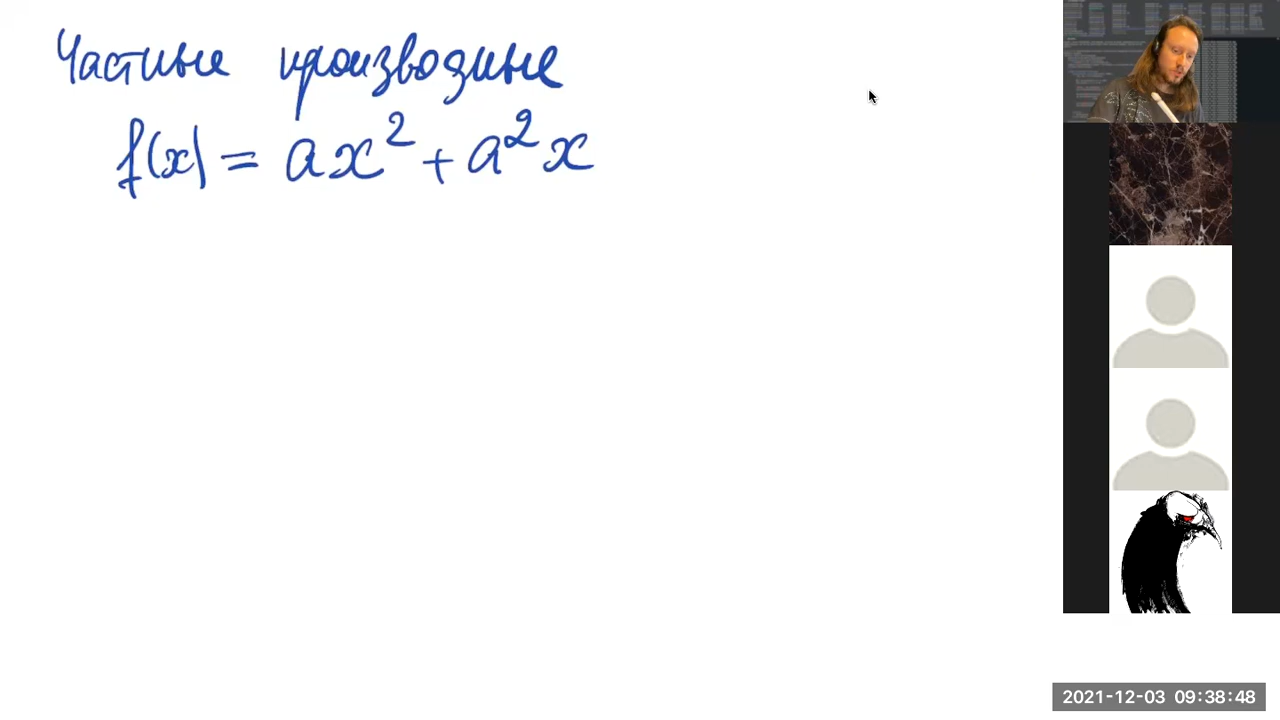 Частные производные
f(x) = ax² + a²x
2021-12-03 09:38:48